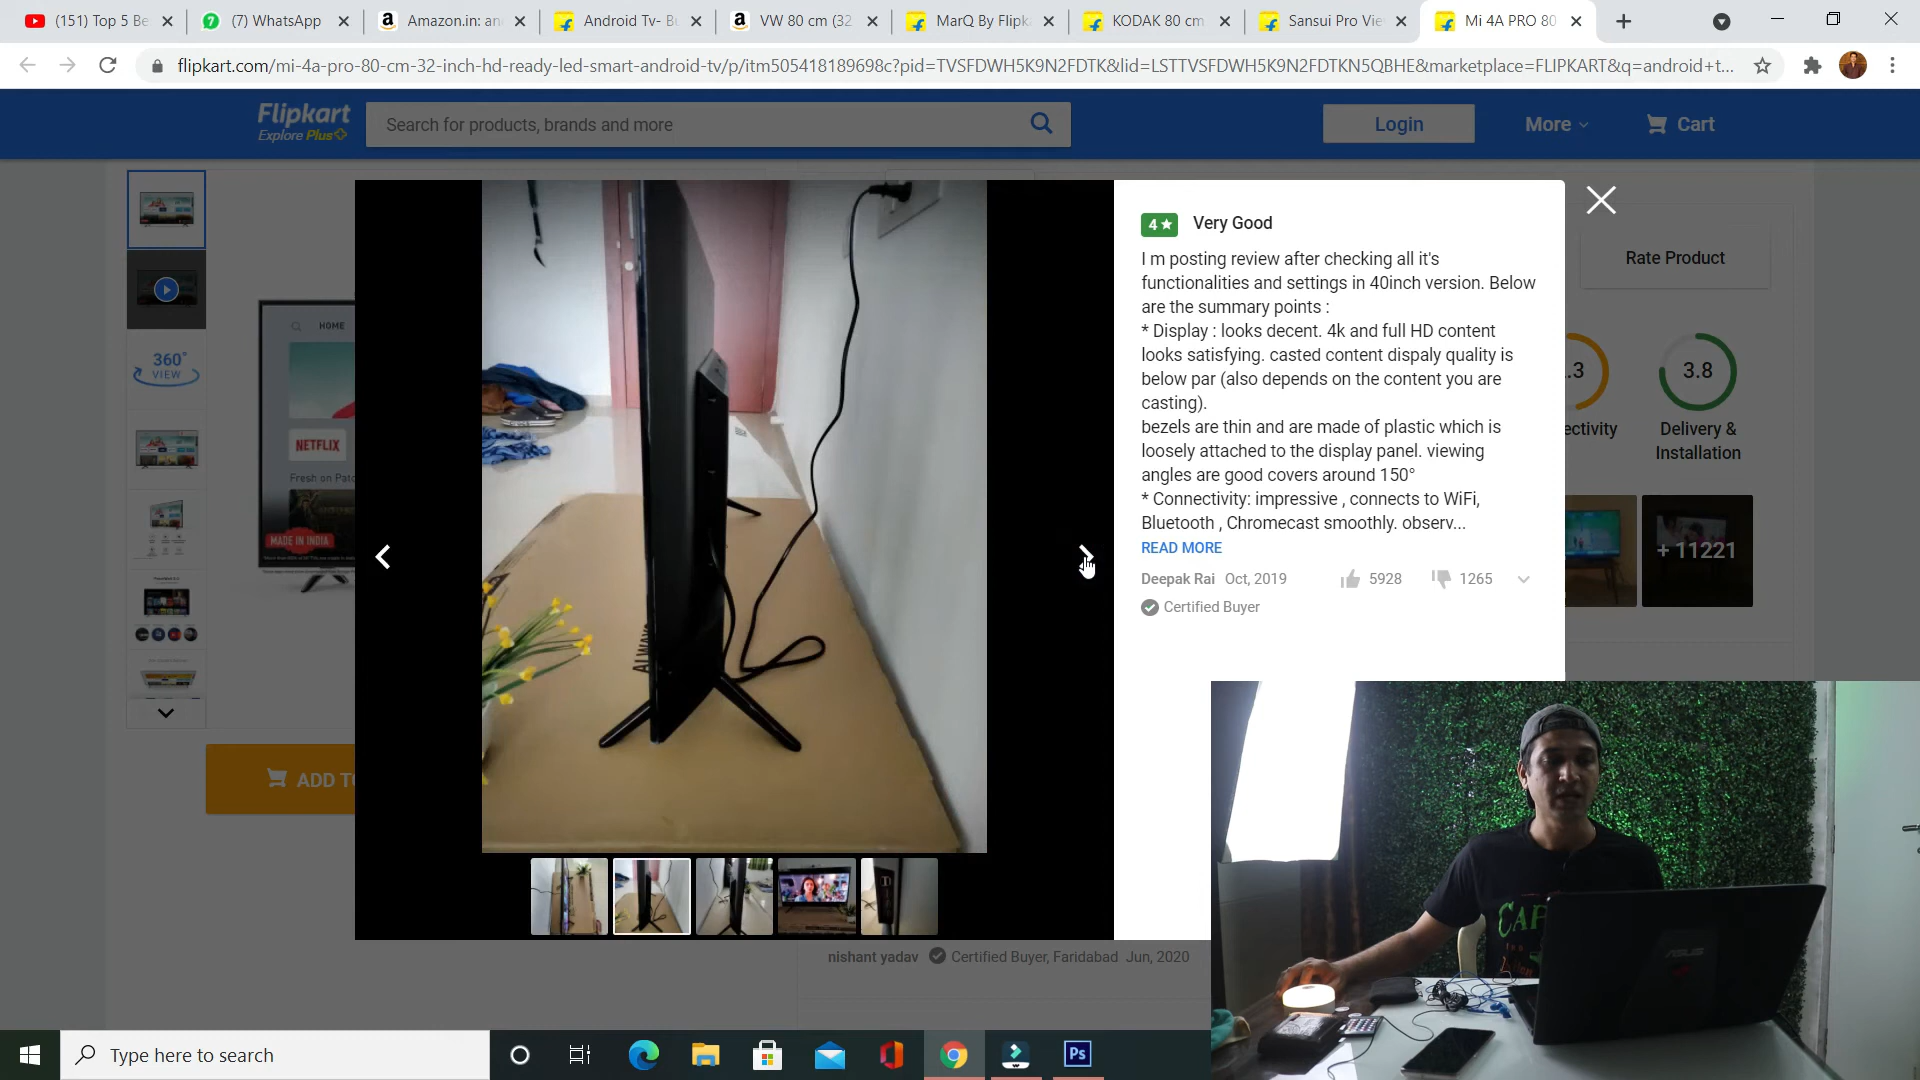 (151) Top 5 Be
(7) WhatsApp
Amazon.in: an
Android Tv- Bu
VW 80 cm (32
MarQ By Flipk
KODAK 80 cm
Sansui Pro Vie
Mi 4A PRO 80
flipkart.com/mi-4a-pro-80-cm-32-inch-hd-ready-led-smart-android-tv/p/itm505418189698c?pid=TVSFDWH5K9N2FDTK&lid=LSTTVSFDWH5K9N2FDTKN5QBHE&marketplace=FLIPKART&q=android+t...
Flipkart
Explore Plus
Search for products, brands and more
Login
More
Cart
4★ Very Good
I m posting review after checking all it's
functionalities and settings in 40inch version. Below
are the summary points :
* Display : looks decent. 4k and full HD content
looks satisfying. casted content dispaly quality is
below par (also depends on the content you are
casting).
bezels are thin and are made of plastic which is
loosely attached to the display panel. viewing
angles are good covers around 150°
* Connectivity: impressive , connects to WiFi,
Bluetooth , Chromecast smoothly. observ...
READ MORE
Deepak Rai Oct, 2019 5928 1265
Certified Buyer
Rate Product
.3
3.8
ectivity
Delivery &
Installation
+ 11221
360°
VIEW
HOME
NETFLIX
Fresh on Patc
MADE IN INDIA
ADD TO
nishant yadav Certified Buyer, Faridabad Jun, 2020
ASUS
Type here to search
Ps